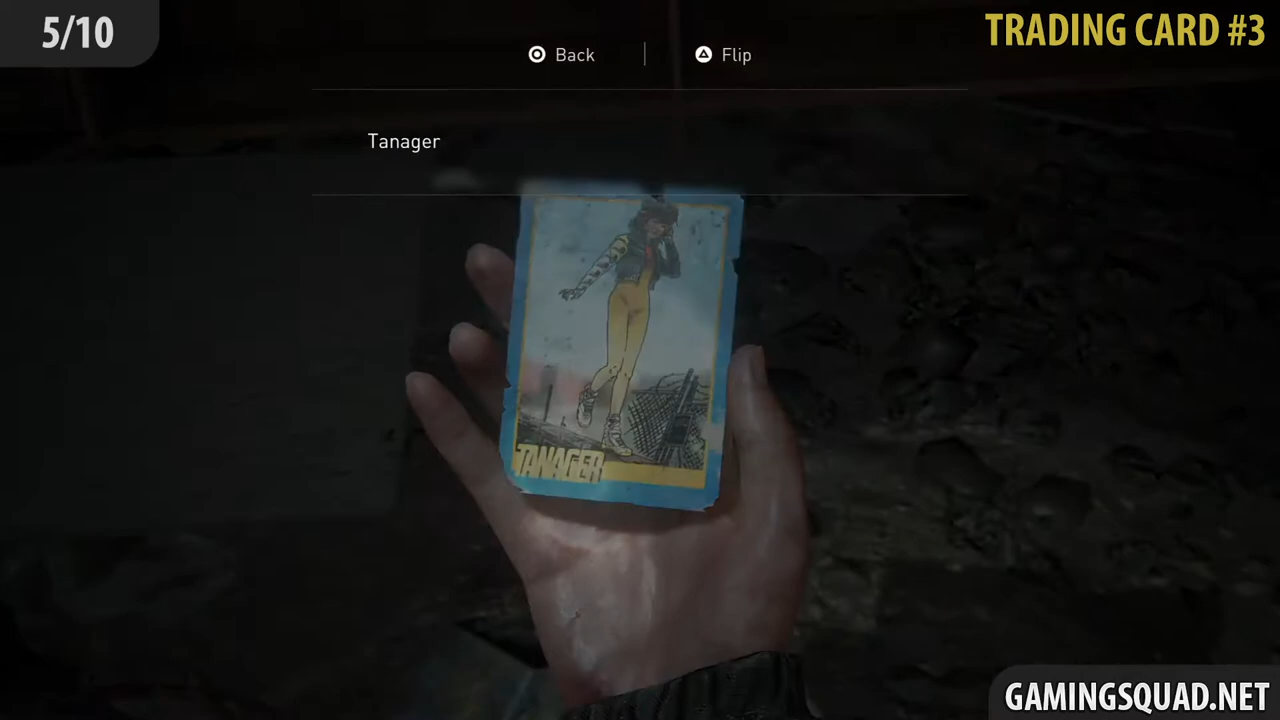 5/10
TRADING CARD #3
Back
Flip
Tanager
TANAGER
GAMINGSQUAD.NET